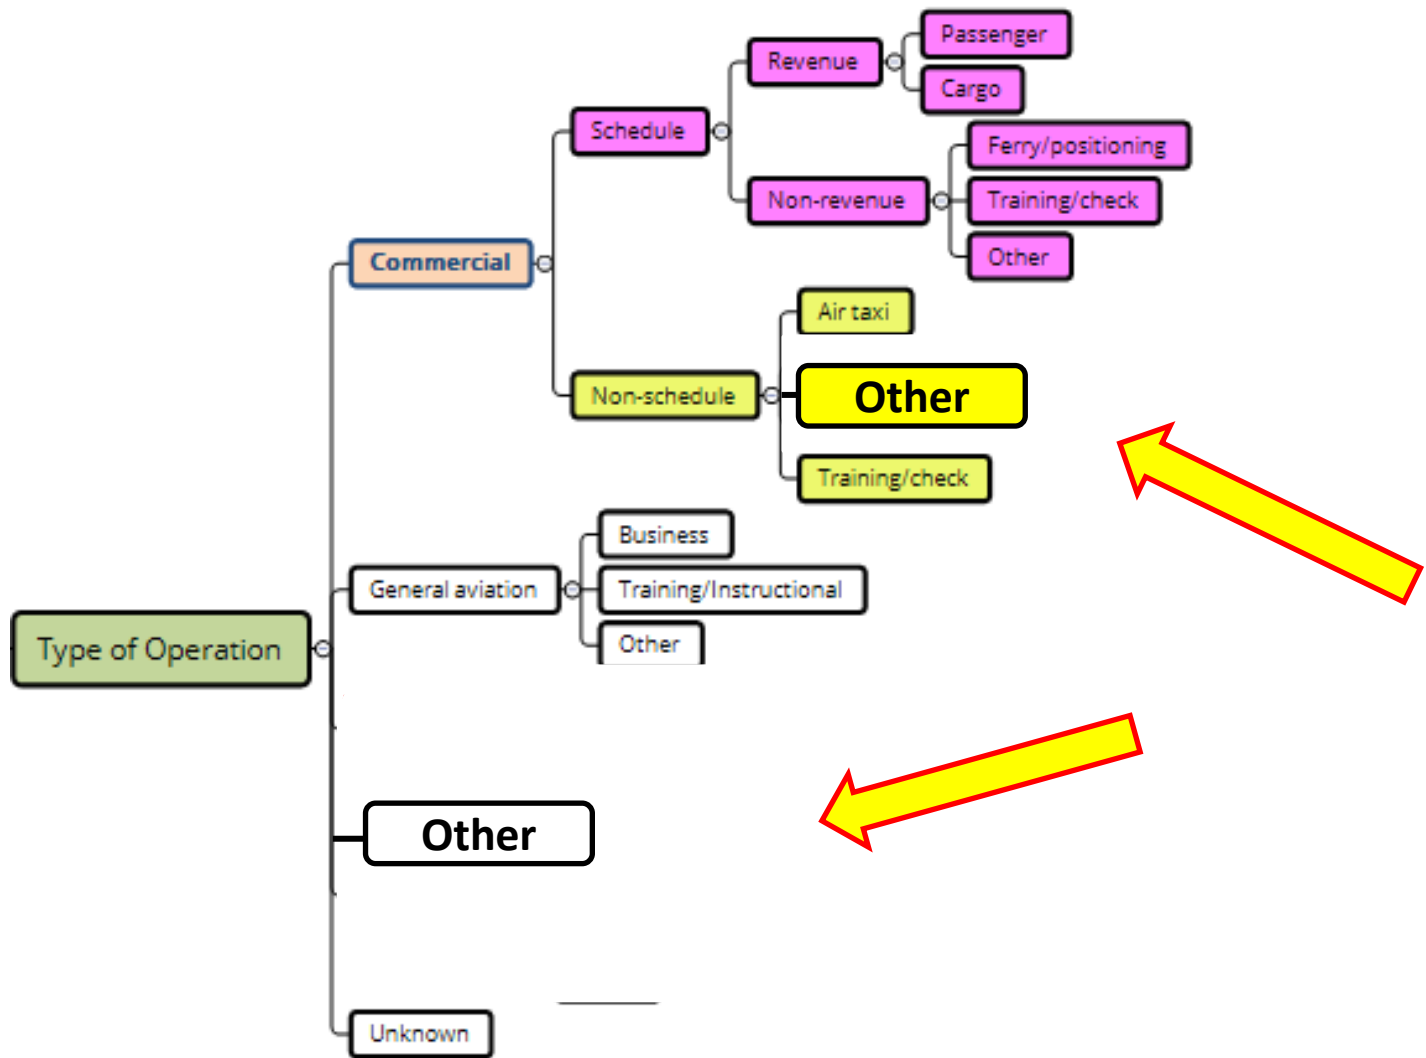 Passenger
Revenue
Cargo
Schedule
Ferry/positioning
Non-revenue
Training/check
Other
Commercial
Air taxi
Non-schedule
Other
Training/check
Business
General aviation
Training/Instructional
Other
Type of Operation
Other
Unknown